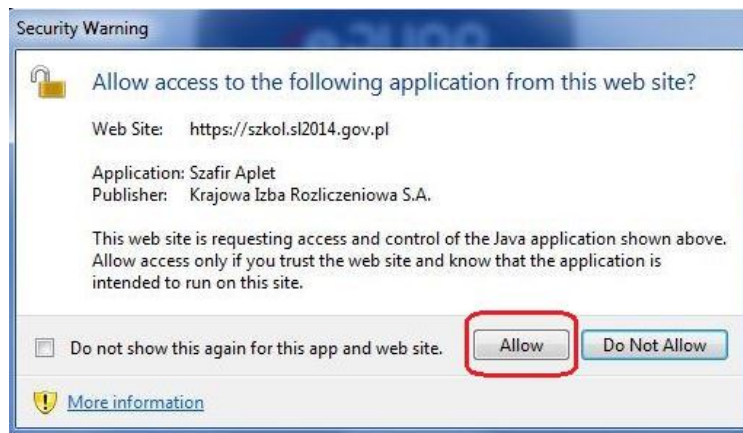 Security Warning
Allow access to the following application from this web site?
Web Site: https://szkol.sl2014.gov.pl
Application: Szafir Aplet
Publisher: Krajowa Izba Rozliczeniowa S.A.
This web site is requesting access and control of the Java application shown above.
Allow access only if you trust the web site and know that the application is
intended to run on this site.
Do not show this again for this app and web site.
Allow
Do Not Allow
More information